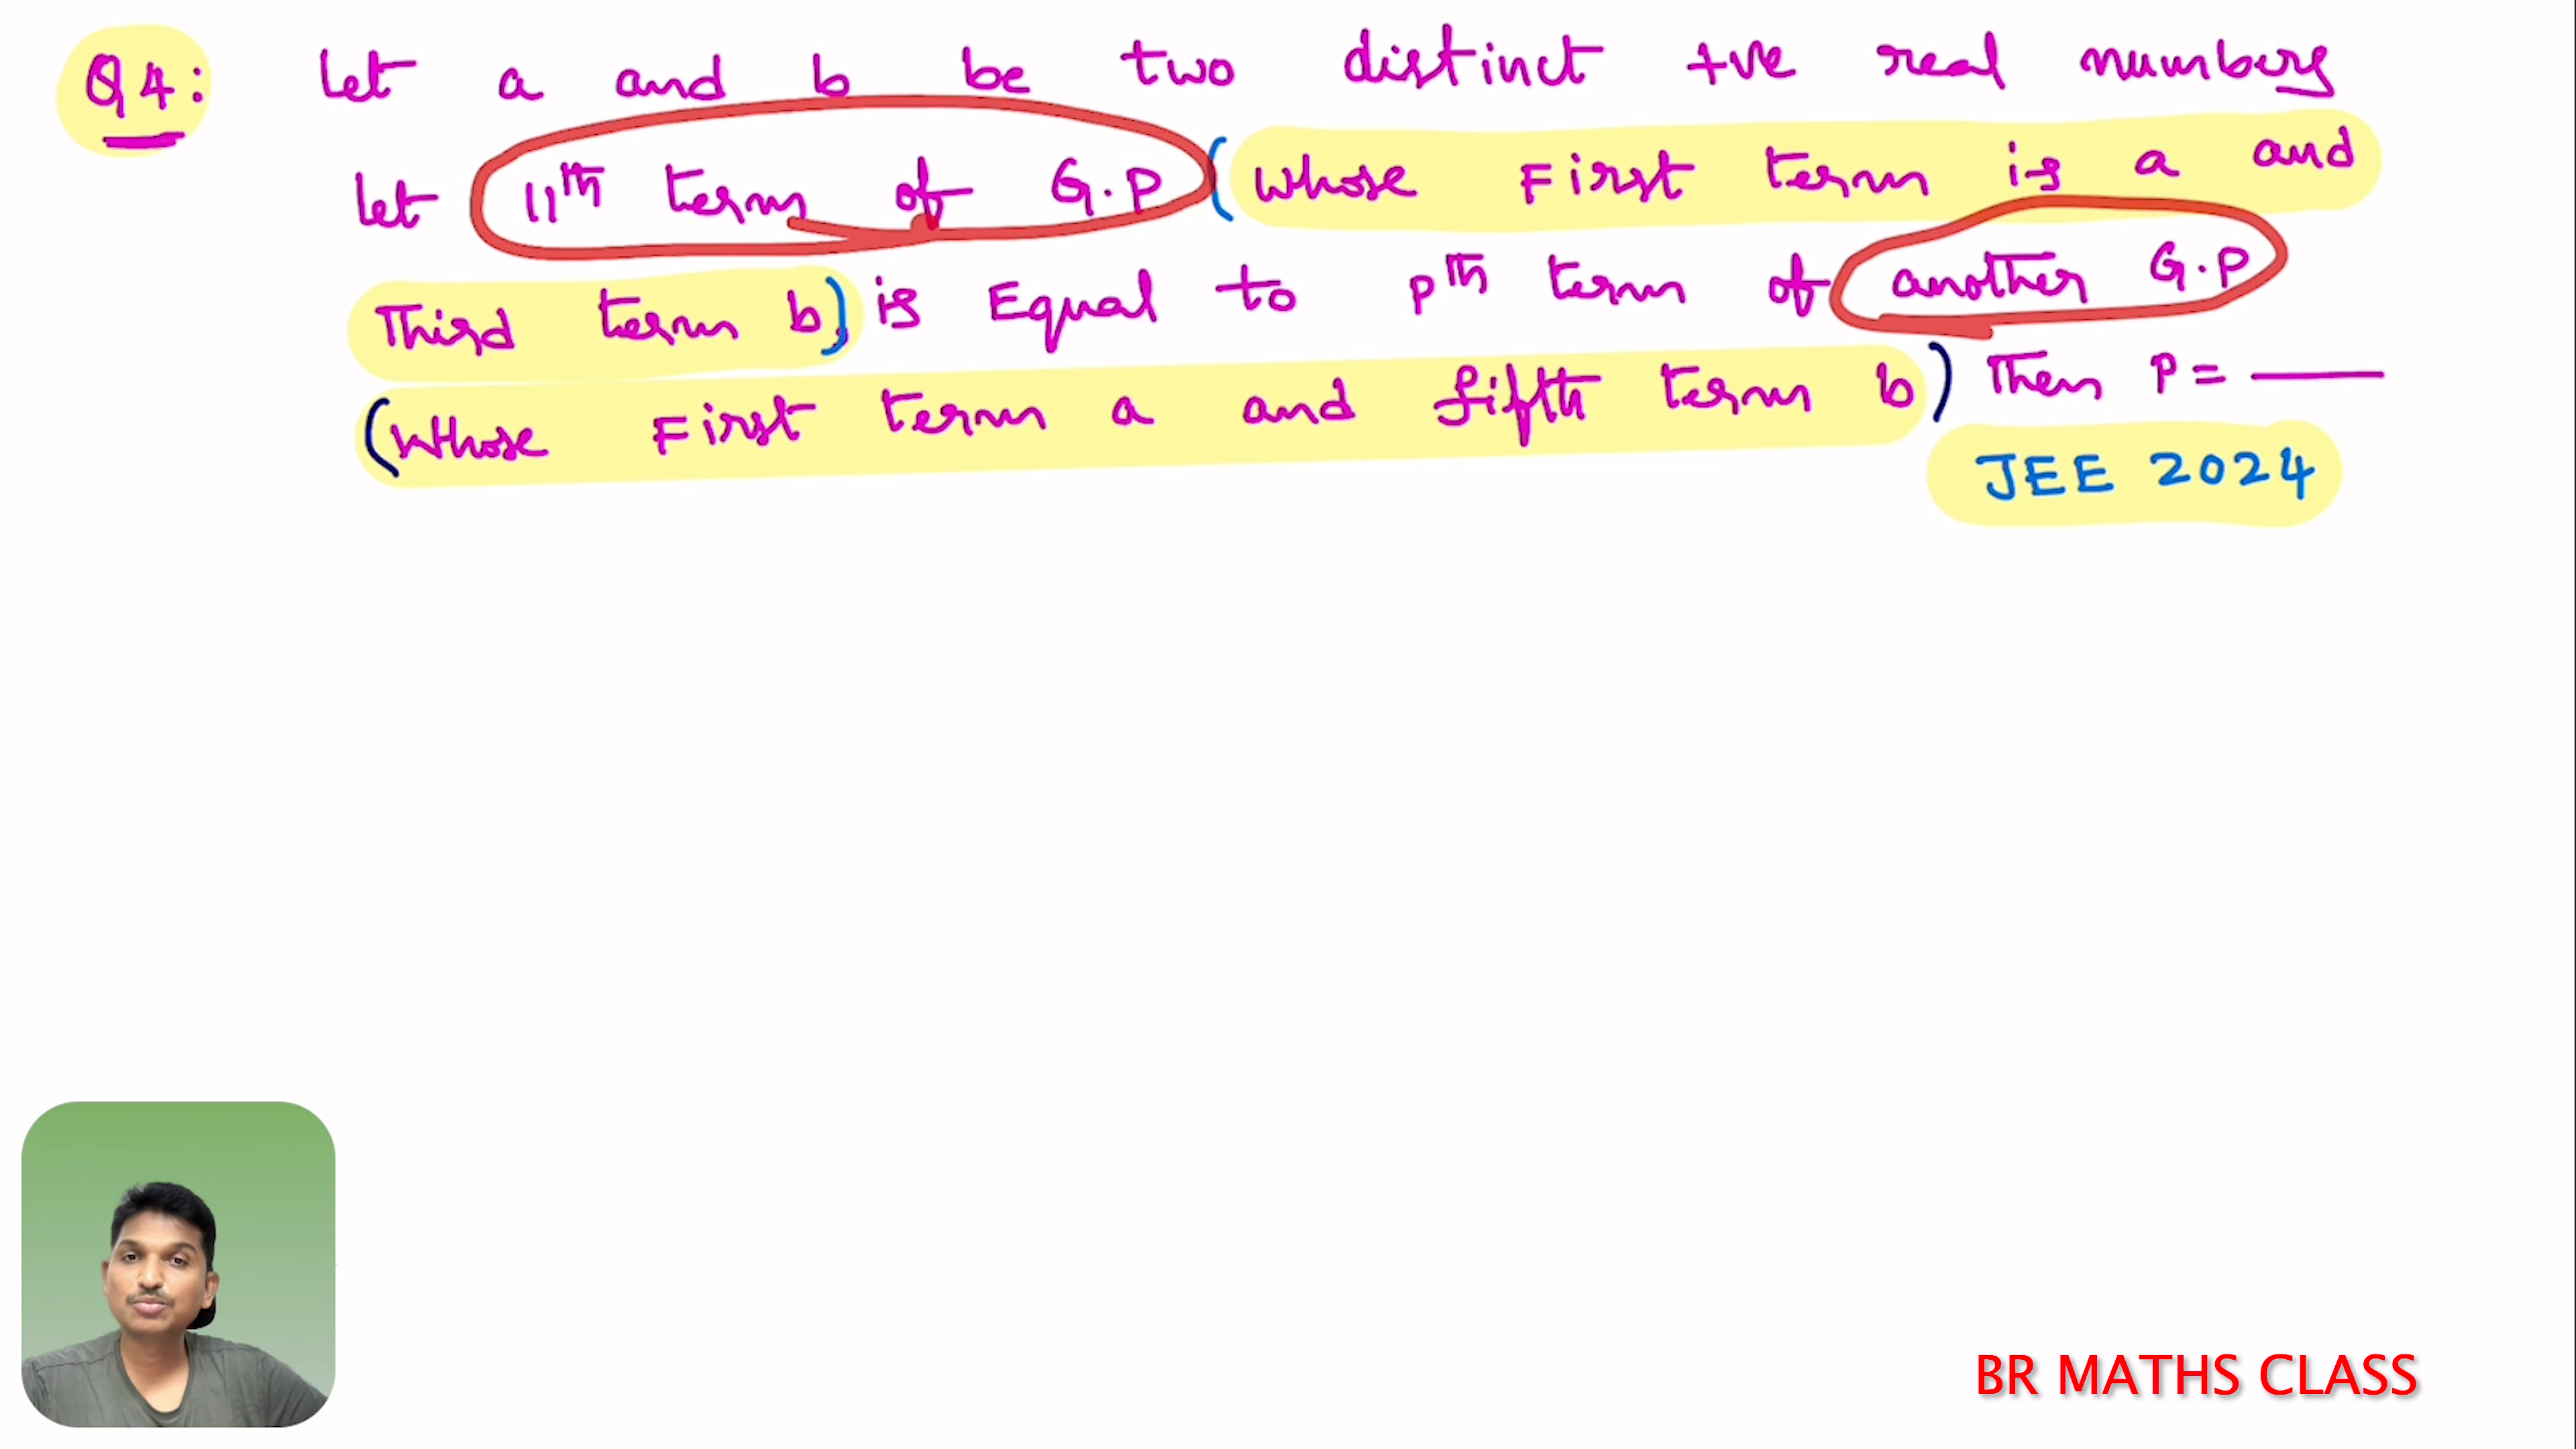 Q4: Let a and b be two distinct +ve real numbers
let 11th term of G.P (whose First term is a and
Third term b) is Equal to pth term of another G.P
(whose First term a and fifth term b) Then P = ____
JEE 2024
BR MATHS CLASS